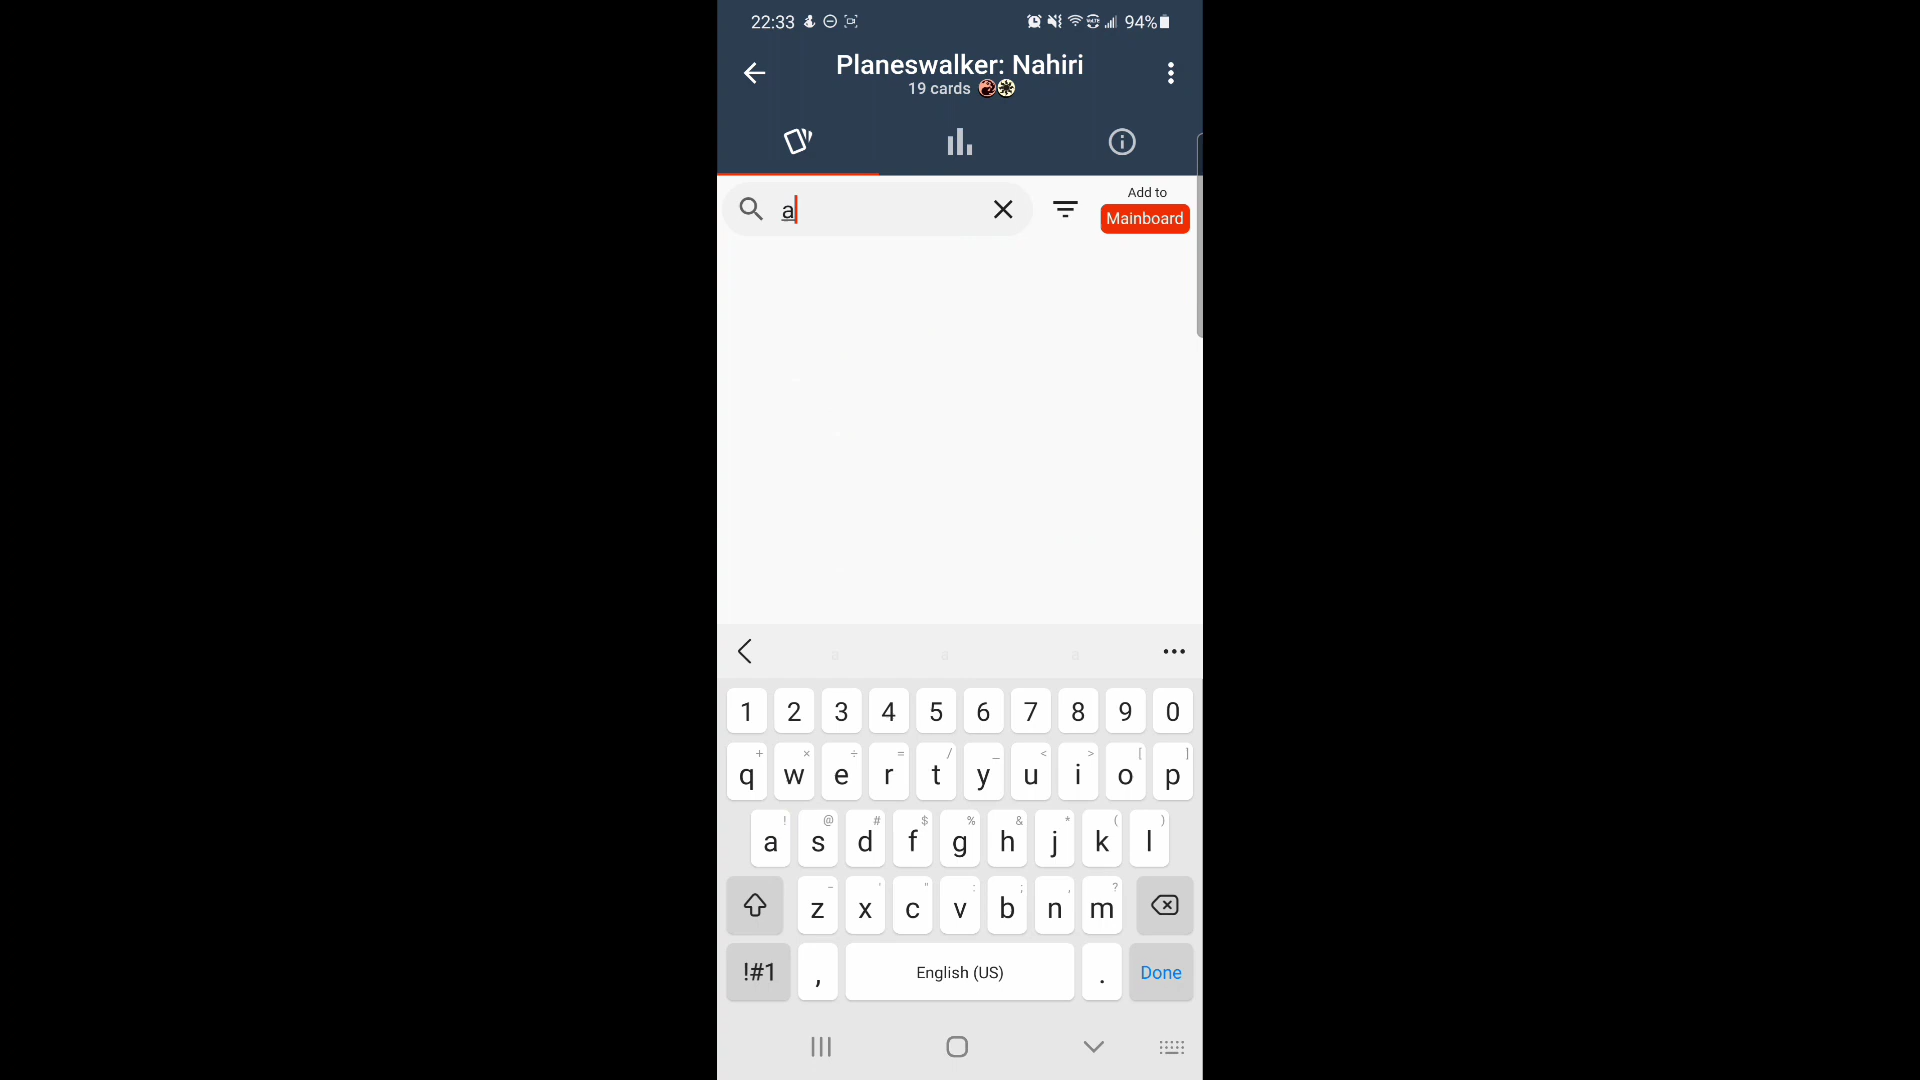 22:33 94%
Planeswalker: Nahiri
19 cards
Add to
a Mainboard
a a a
1 2 3 4 5 6 7 8 9 0
+ × ÷ = / _ < > [ ]
q w e r t y u i o p
! @ # $ % & * ( )
a s d f g h j k l
- ' " : ; , ?
z x c v b n m
!#1 , English (US) . Done